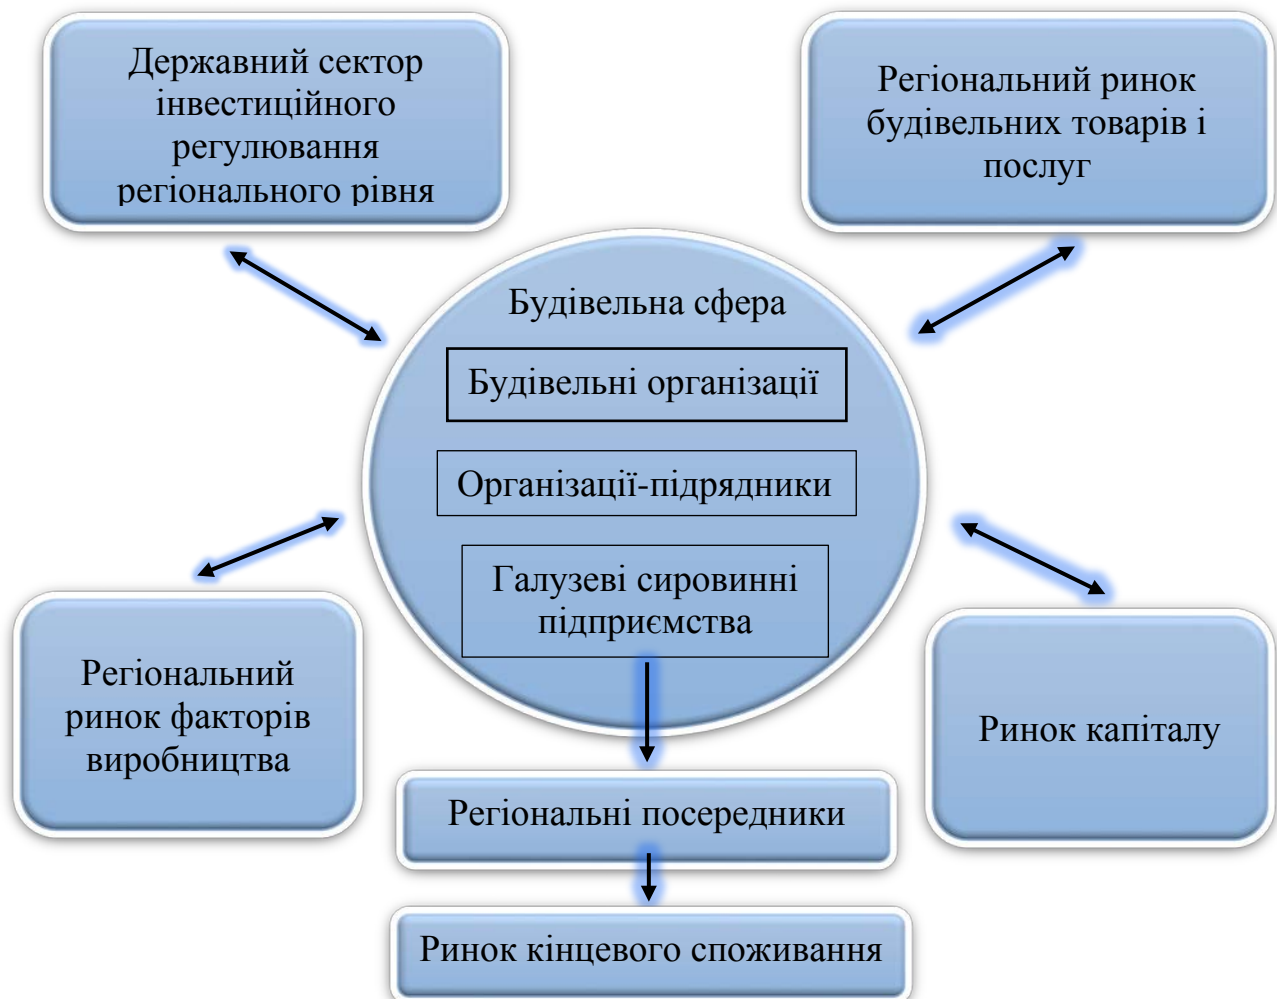 Державний сектор
інвестиційного
регулювання
регіонального рівня
Регіональний ринок
будівельних товарів і
послуг
Будівельна сфера
Будівельні організації
Організації-підрядники
Галузеві сировинні
підприємства
Регіональний
ринок факторів
виробництва
Ринок капіталу
Регіональні посередники
Ринок кінцевого споживання